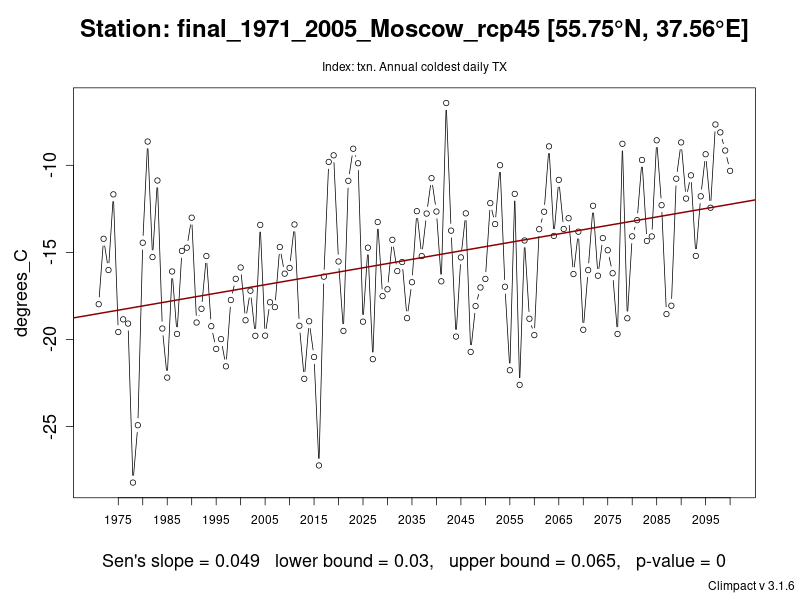 Station: final_1971_2005_Moscow_rcp45 [55.75°N, 37.56°E]
Index: txn. Annual coldest daily TX
degrees_C
-10
-15
-20
-25
1975 1985 1995 2005 2015 2025 2035 2045 2055 2065 2075 2085 2095
Sen's slope = 0.049 lower bound = 0.03, upper bound = 0.065, p-value = 0
Climpact v 3.1.6